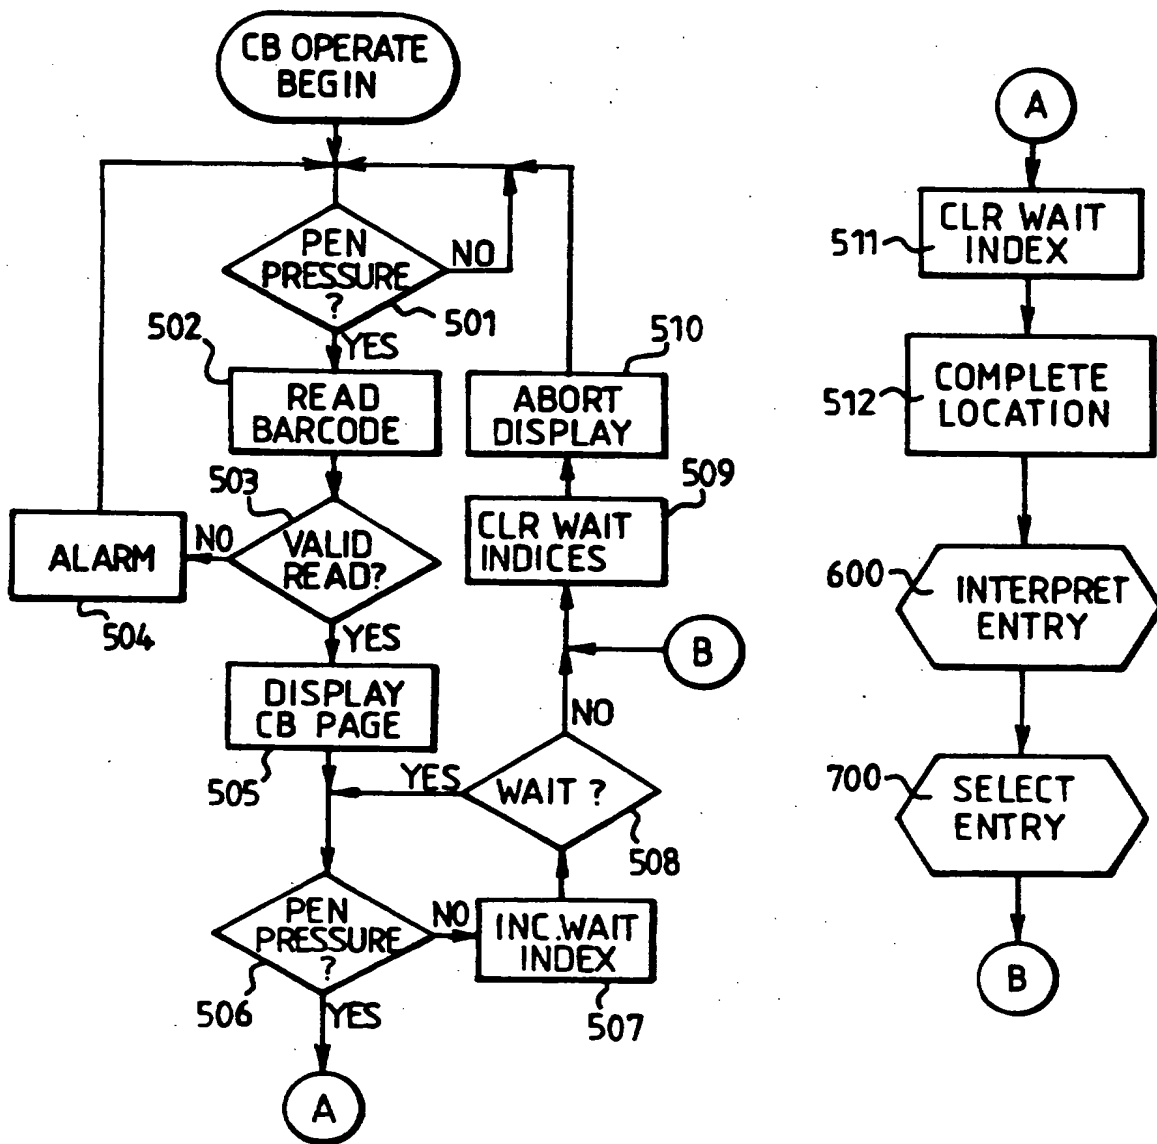 CB OPERATE
BEGIN
PEN
PRESSURE
?
NO
501
YES
502
READ
BARCODE
503
VALID
READ?
NO
ALARM
504
YES
DISPLAY
CB PAGE
505
PEN
PRESSURE
?
506
NO
YES
A
INC.WAIT
INDEX
507
WAIT ?
508
YES
NO
B
CLR WAIT
INDICES
509
ABORT
DISPLAY
510
A
CLR WAIT
INDEX
511
COMPLETE
LOCATION
512
INTERPRET
ENTRY
600
SELECT
ENTRY
700
B